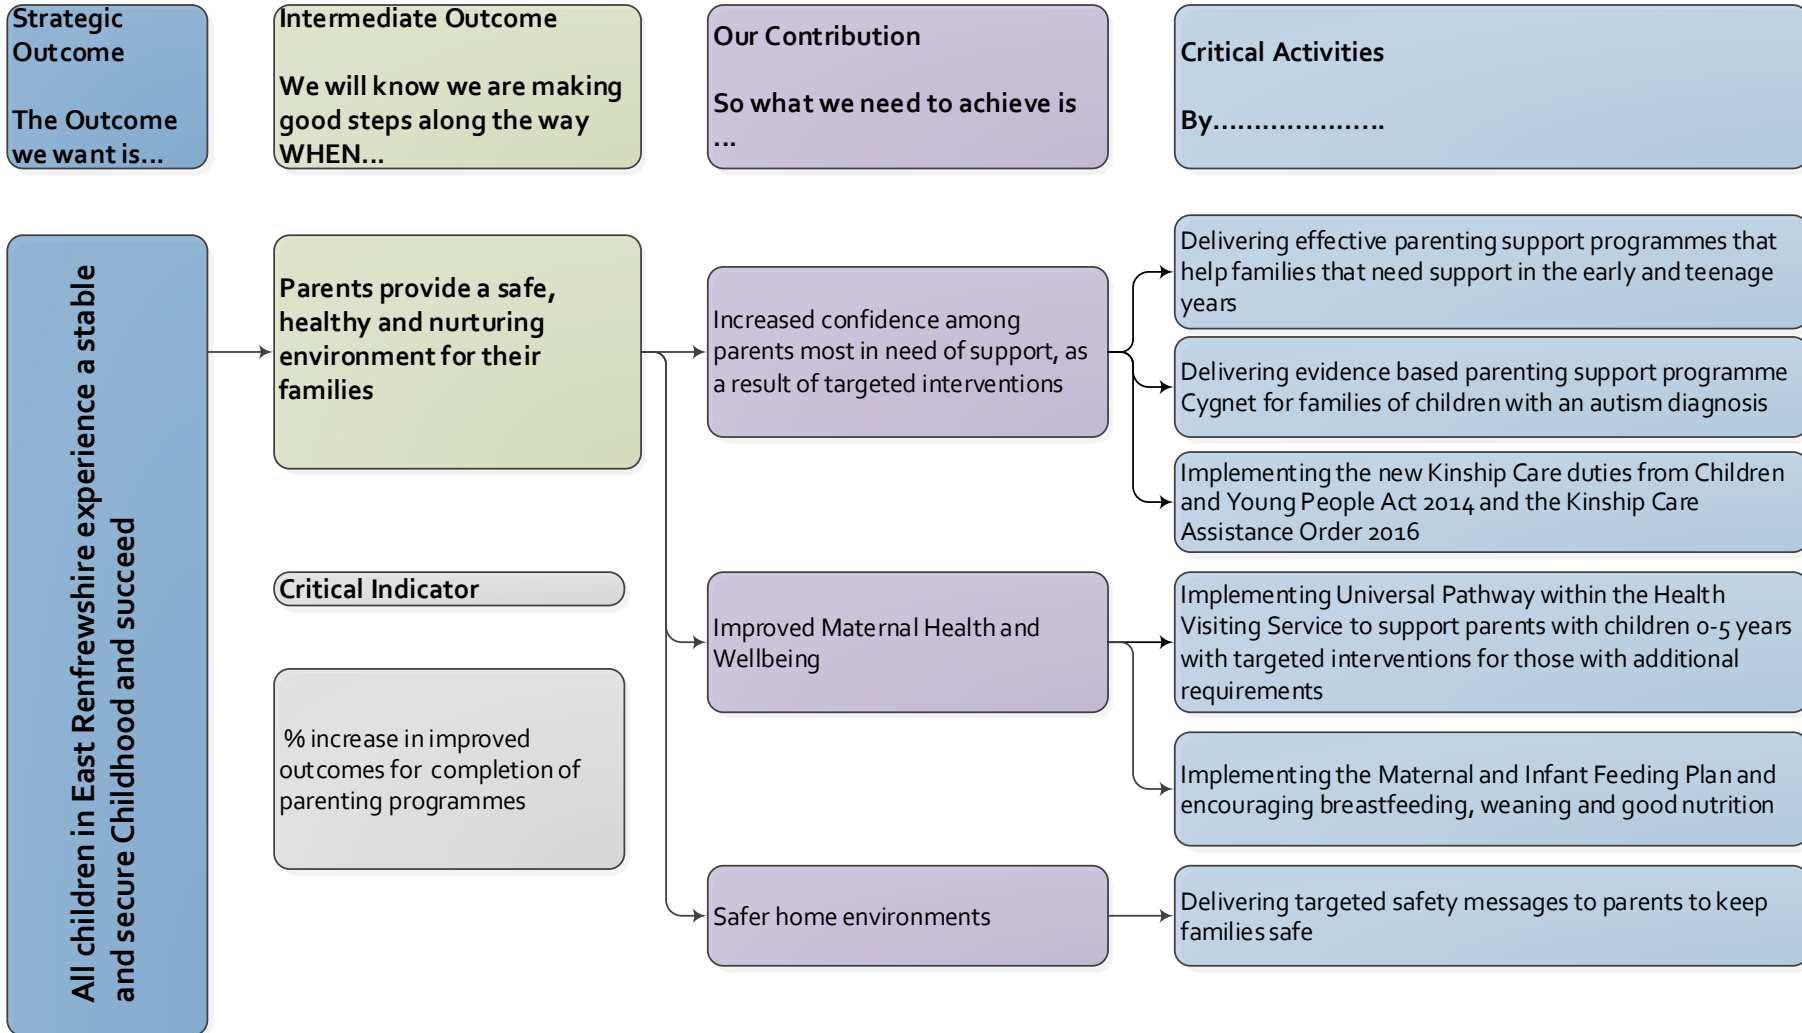 Strategic
Outcome
The Outcome
we want is...
Intermediate Outcome
We will know we are making
good steps along the way
WHEN...
Our Contribution
So what we need to achieve is
...
Critical Activities
By.....................
All children in East Renfrewshire experience a stable
and secure Childhood and succeed
Parents provide a safe,
healthy and nurturing
environment for their
families
Critical Indicator
% increase in improved
outcomes for completion of
parenting programmes
Increased confidence among
parents most in need of support, as
a result of targeted interventions
Improved Maternal Health and
Wellbeing
Safer home environments
Delivering effective parenting support programmes that
help families that need support in the early and teenage
years
Delivering evidence based parenting support programme
Cygnet for families of children with an autism diagnosis
Implementing the new Kinship Care duties from Children
and Young People Act 2014 and the Kinship Care
Assistance Order 2016
Implementing Universal Pathway within the Health
Visiting Service to support parents with children 0-5 years
with targeted interventions for those with additional
requirements
Implementing the Maternal and Infant Feeding Plan and
encouraging breastfeeding, weaning and good nutrition
Delivering targeted safety messages to parents to keep
families safe